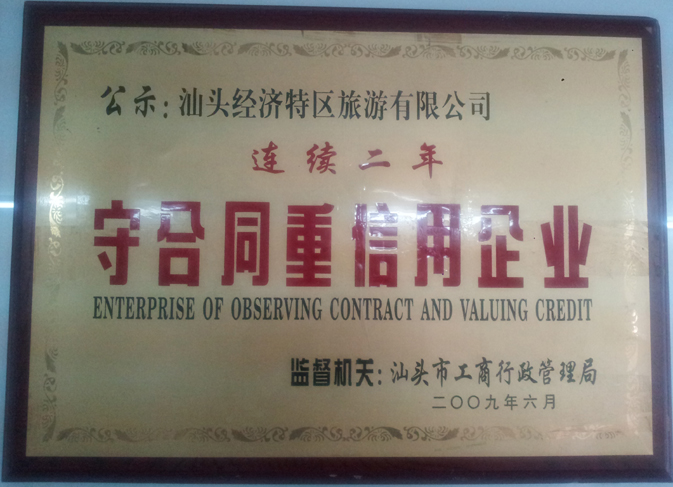 公示：汕头经济特区旅游有限公司
连续二年
守合同重信用企业
ENTERPRISE OF OBSERVING CONTRACT AND VALUING CREDIT
监督机关：汕头市工商行政管理局
二〇〇九年六月